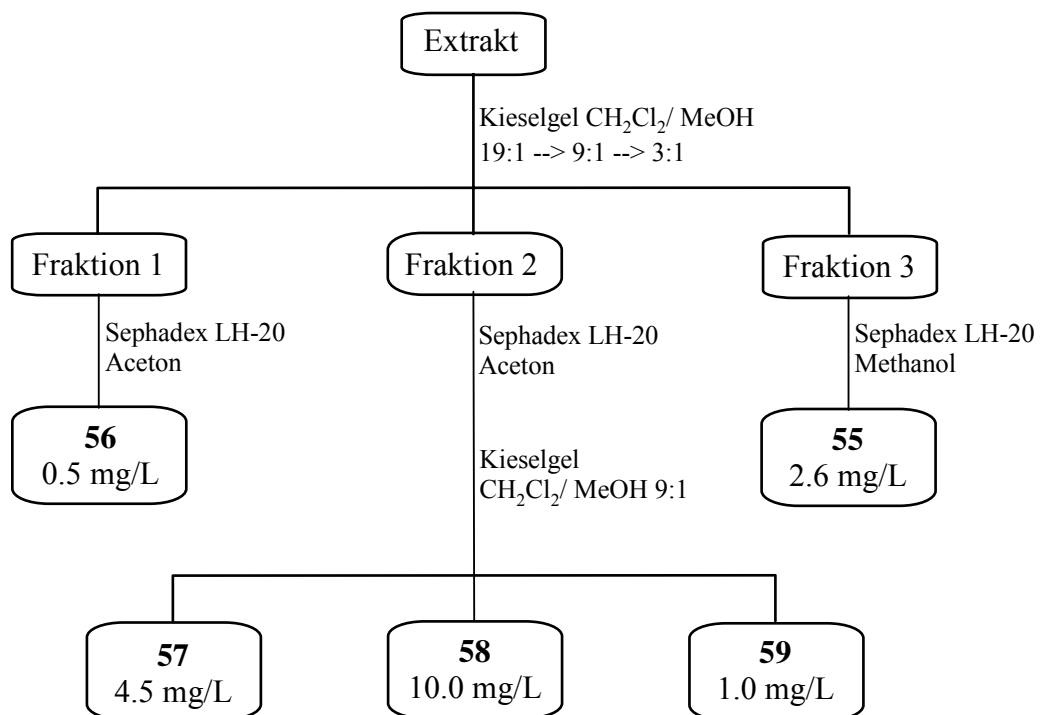 Extrakt
Kieselgel CH₂Cl₂/ MeOH
19:1 --> 9:1 --> 3:1
Fraktion 1
Fraktion 2
Fraktion 3
Sephadex LH-20
Aceton
Sephadex LH-20
Aceton
Sephadex LH-20
Methanol
56
0.5 mg/L
55
2.6 mg/L
Kieselgel
CH₂Cl₂/ MeOH 9:1
57
4.5 mg/L
58
10.0 mg/L
59
1.0 mg/L